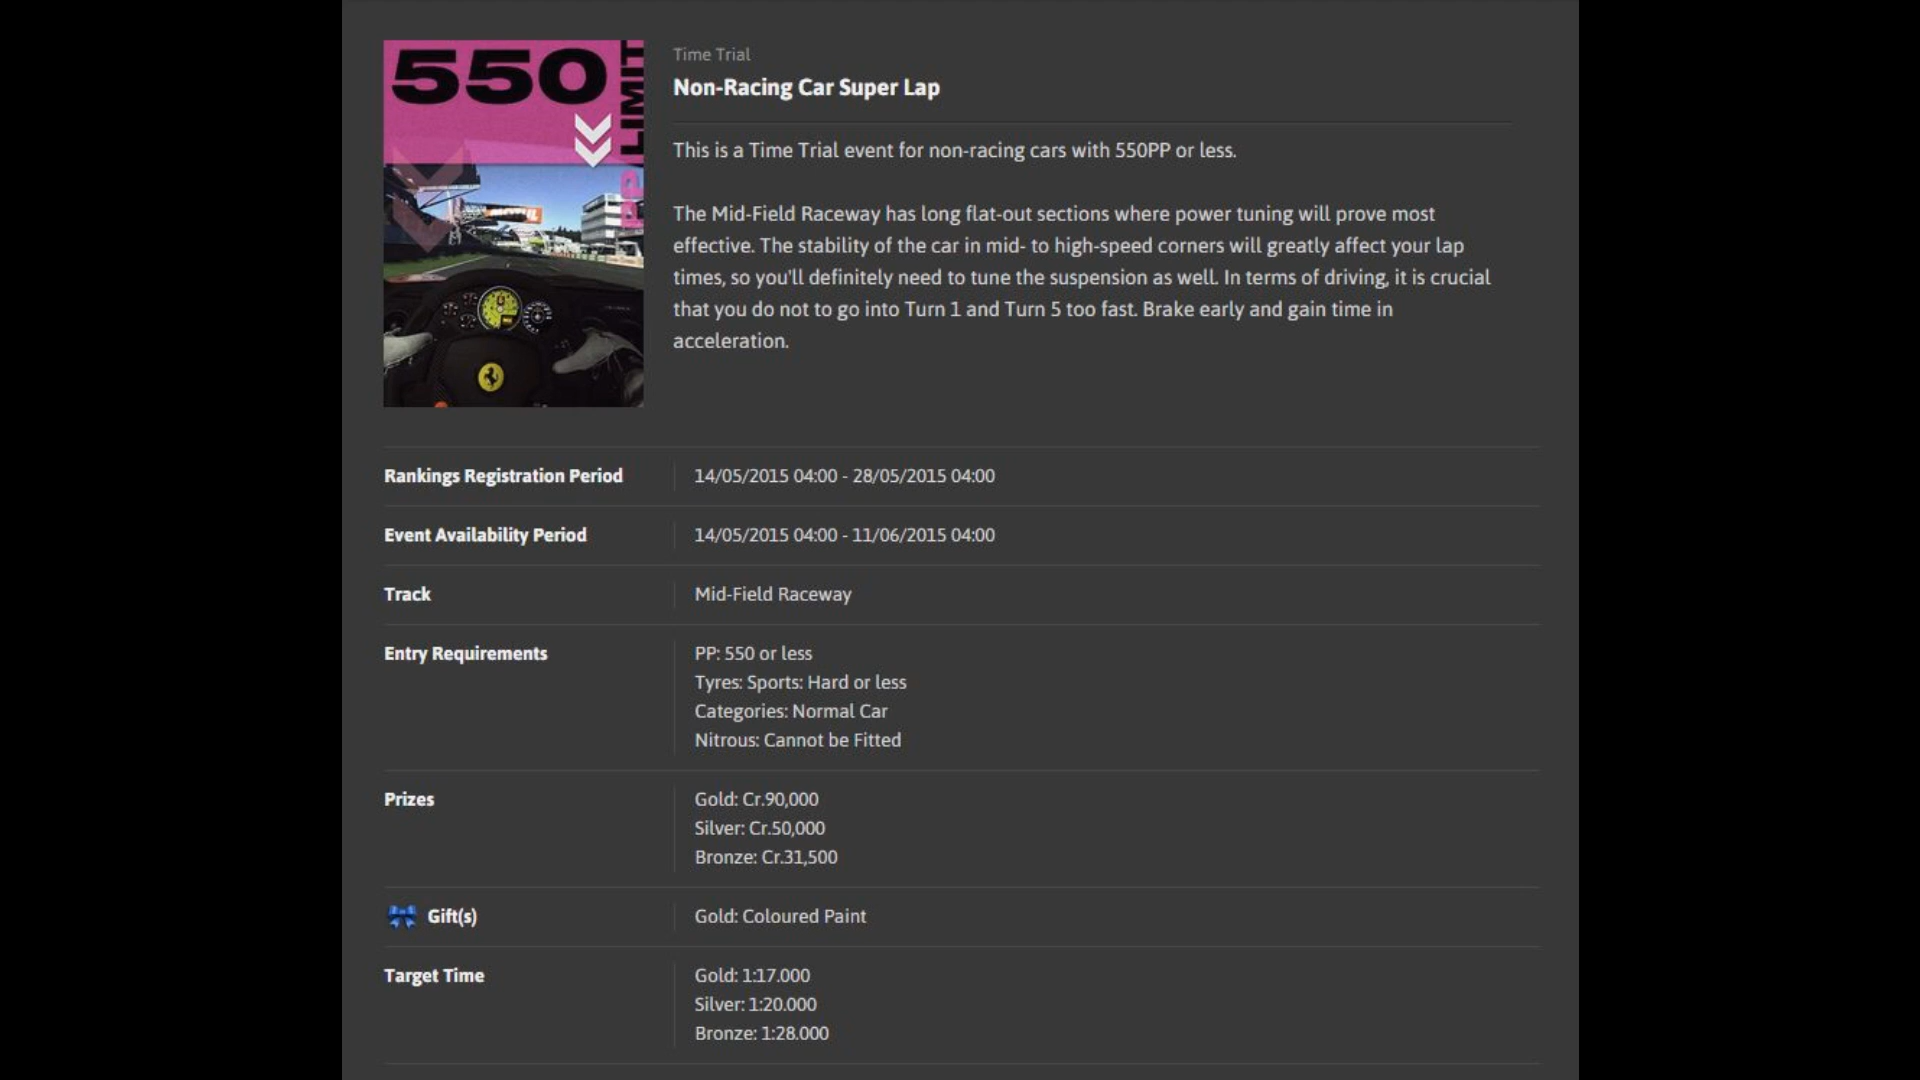 550
PP LIMIT
MOTUL
Time Trial
Non-Racing Car Super Lap
This is a Time Trial event for non-racing cars with 550PP or less.
The Mid-Field Raceway has long flat-out sections where power tuning will prove most
effective. The stability of the car in mid- to high-speed corners will greatly affect your lap
times, so you'll definitely need to tune the suspension as well. In terms of driving, it is crucial
that you do not to go into Turn 1 and Turn 5 too fast. Brake early and gain time in
acceleration.
Rankings Registration Period 14/05/2015 04:00 - 28/05/2015 04:00
Event Availability Period 14/05/2015 04:00 - 11/06/2015 04:00
Track Mid-Field Raceway
Entry Requirements PP: 550 or less
Tyres: Sports: Hard or less
Categories: Normal Car
Nitrous: Cannot be Fitted
Prizes Gold: Cr.90,000
Silver: Cr.50,000
Bronze: Cr.31,500
Gift(s) Gold: Coloured Paint
Target Time Gold: 1:17.000
Silver: 1:20.000
Bronze: 1:28.000